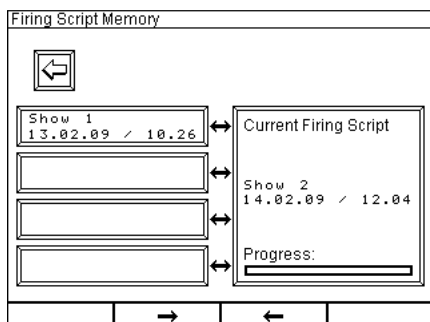 Firing Script Memory
Show 1
13.02.09 / 10.26
Current Firing Script
Show 2
14.02.09 / 12.04
Progress: